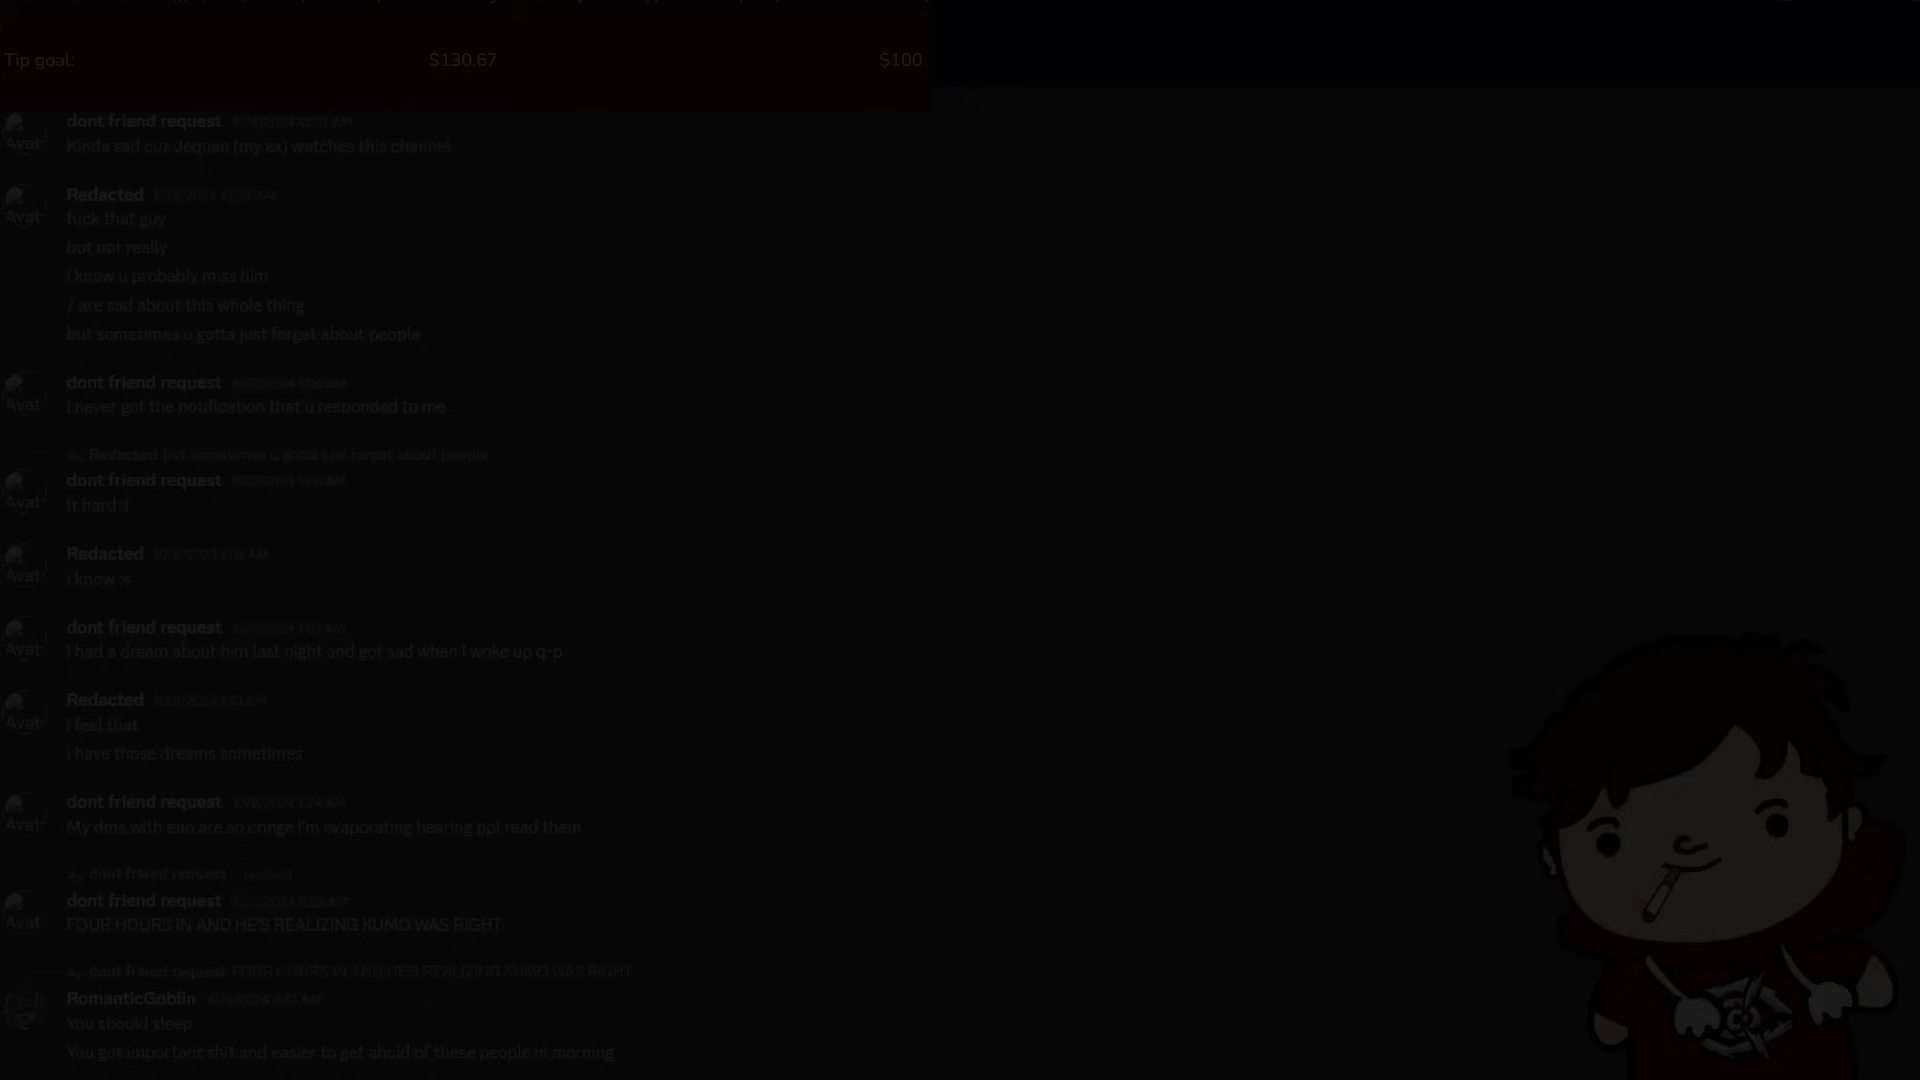 Tip goal: $130.67 $100
dont friend request
Kinda sad cuz Jequan (my ex) watches this channel
Redacted
fuck that guy
but not really
i know u probably miss him
/ are sad about this whole thing
but sometimes u gotta just forget about people
dont friend request
I never got the notification that u responded to me
Redacted but sometimes u gotta just forget about people
dont friend request
It hard :(
Redacted
i know :<
dont friend request
I had a dream about him last night and got sad when I woke up q-p
Redacted
I feel that
i have those dreams sometimes
dont friend request
My dms with eno are so cringe I'm evaporating hearing ppl read them
dont friend request
dont friend request
FOUR HOURS IN AND HE'S REALIZING KUMO WAS RIGHT
dont friend request FOUR HOURS IN AND HE'S REALIZING KUMO WAS RIGHT
RomanticGoblin
You should sleep
You got important shit and easier to get ahold of these people in morning